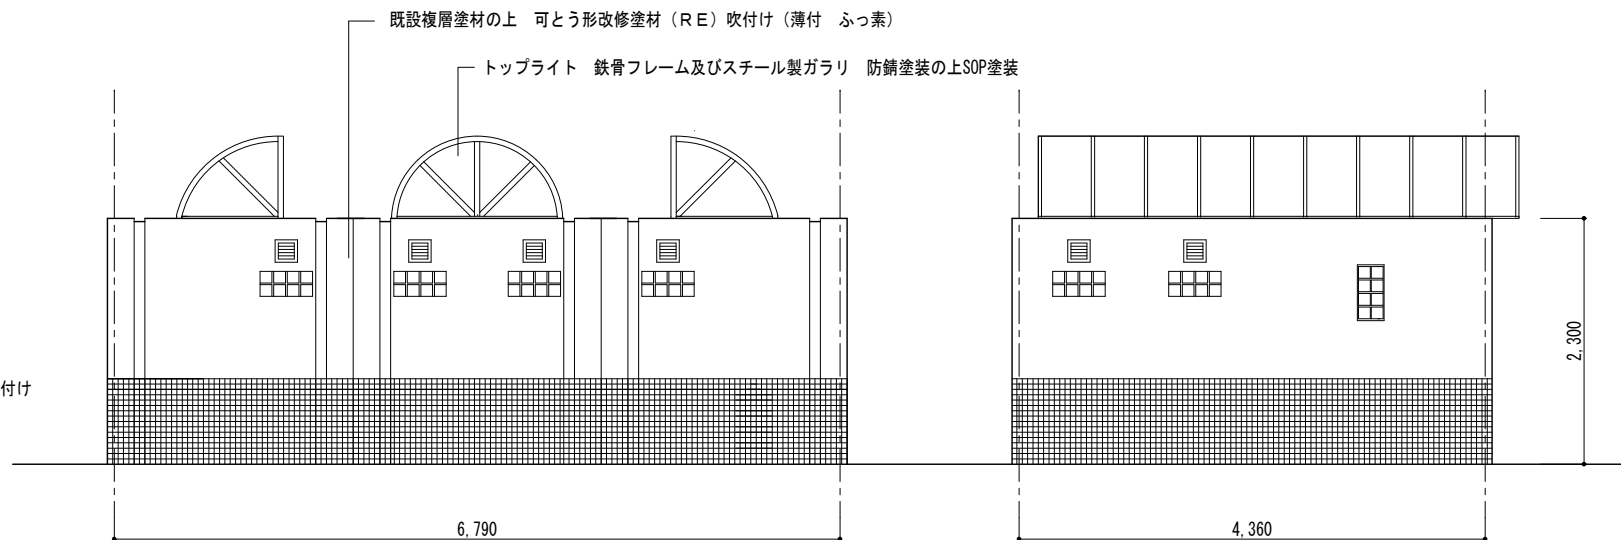 既設複層塗材の上　可とう形改修塗材（ＲＥ）吹付け（薄付　ふっ素）
トップライト　鉄骨フレーム及びスチール製ガラリ　防錆塗装の上SOP塗装
2,300
付け
6,790
4,360